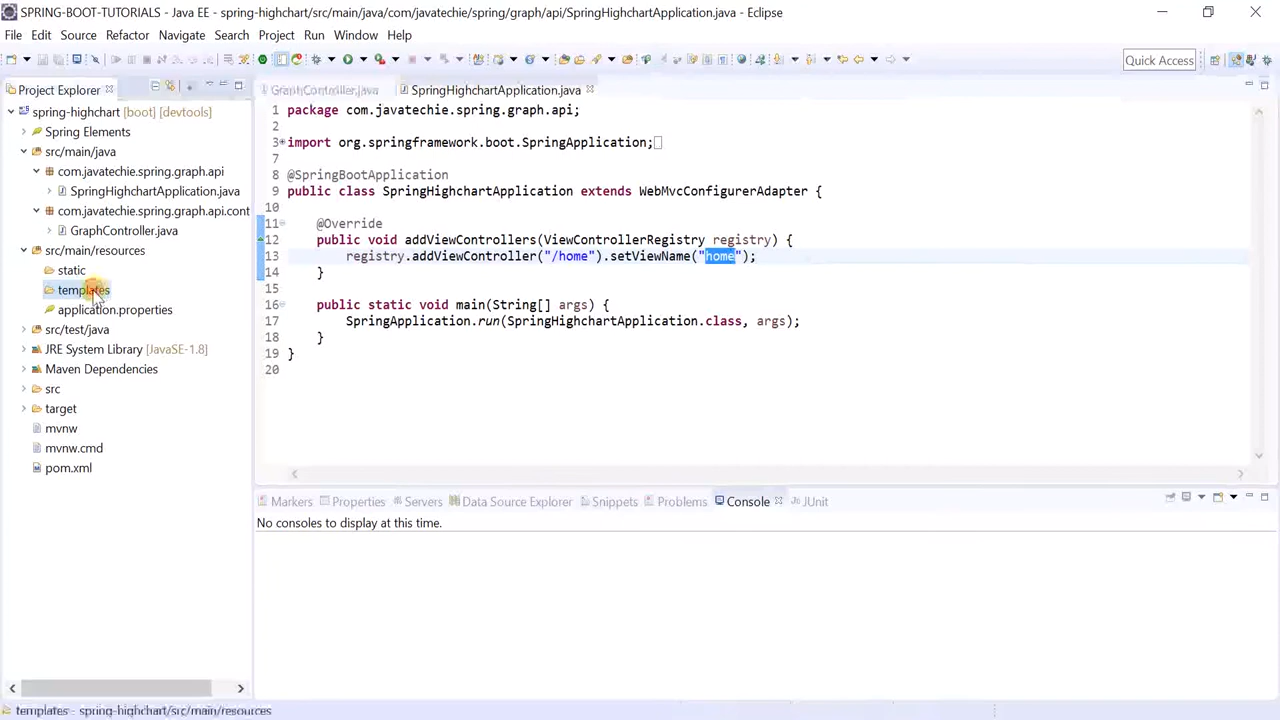 SPRING-BOOT-TUTORIALS - Java EE - spring-highchart/src/main/java/com/javatechie/spring/graph/api/SpringHighchartApplication.java - Eclipse
File Edit Source Refactor Navigate Search Project Run Window Help
Quick Access
Project Explorer
spring-highchart [boot] [devtools]
Spring Elements
src/main/java
com.javatechie.spring.graph.api
SpringHighchartApplication.java
com.javatechie.spring.graph.api.cont
GraphController.java
src/main/resources
static
templates
application.properties
src/test/java
JRE System Library [JavaSE-1.8]
Maven Dependencies
src
target
mvnw
mvnw.cmd
pom.xml
GraphController.java SpringHighchartApplication.java
1 package com.javatechie.spring.graph.api;
2
3 import org.springframework.boot.SpringApplication;
7
8 @SpringBootApplication
9 public class SpringHighchartApplication extends WebMvcConfigurerAdapter {
10
11 @Override
12 public void addViewControllers(ViewControllerRegistry registry) {
13 registry.addViewController("/home").setViewName("home");
14 }
15
16 public static void main(String[] args) {
17 SpringApplication.run(SpringHighchartApplication.class, args);
18 }
19 }
20
Markers Properties Servers Data Source Explorer Snippets Problems Console JUnit
No consoles to display at this time.
templates - spring-highchart/src/main/resources